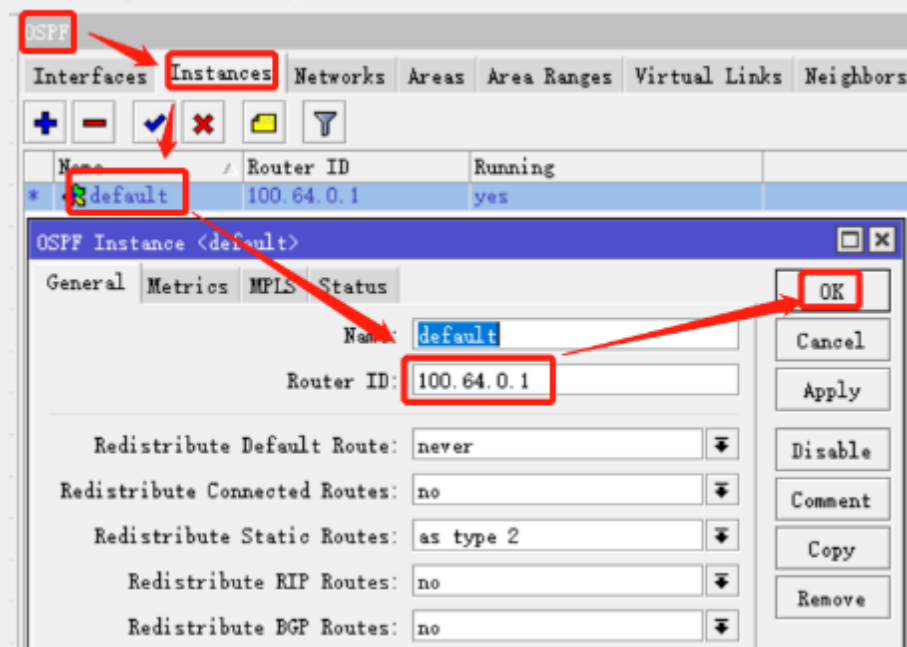 OSPF
Interfaces Instances Networks Areas Area Ranges Virtual Links Neighbors
Name Router ID Running
* default 100.64.0.1 yes
OSPF Instance <default>
General Metrics MPLS Status
OK
Name: default
Cancel
Router ID: 100.64.0.1
Apply
Redistribute Default Route: never
Disable
Redistribute Connected Routes: no
Comment
Redistribute Static Routes: as type 2
Copy
Redistribute RIP Routes: no
Remove
Redistribute BGP Routes: no